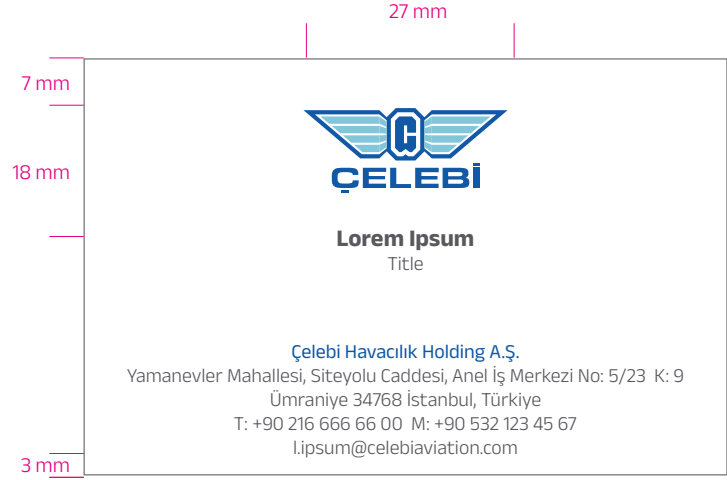 27 mm
7 mm
18 mm
C
ÇELEBİ
Lorem Ipsum
Title
Çelebi Havacılık Holding A.Ş.
Yamanevler Mahallesi, Siteyolu Caddesi, Anel İş Merkezi No: 5/23 K: 9
Ümraniye 34768 İstanbul, Türkiye
T: +90 216 666 66 00 M: +90 532 123 45 67
l.ipsum@celebiaviation.com
3 mm